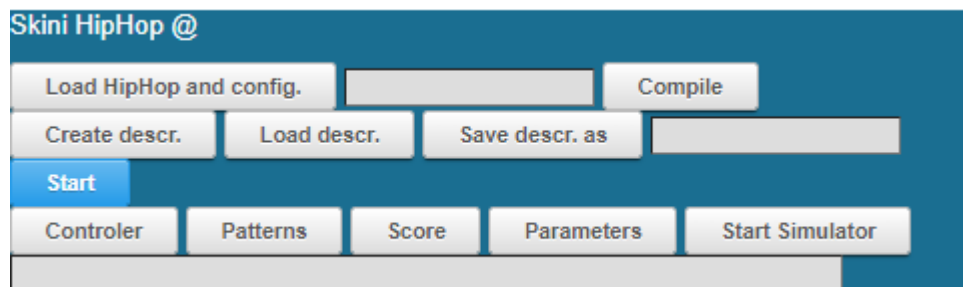 Skini HipHop @
Load HipHop and config. Compile
Create descr. Load descr. Save descr. as
Start
Controler Patterns Score Parameters Start Simulator